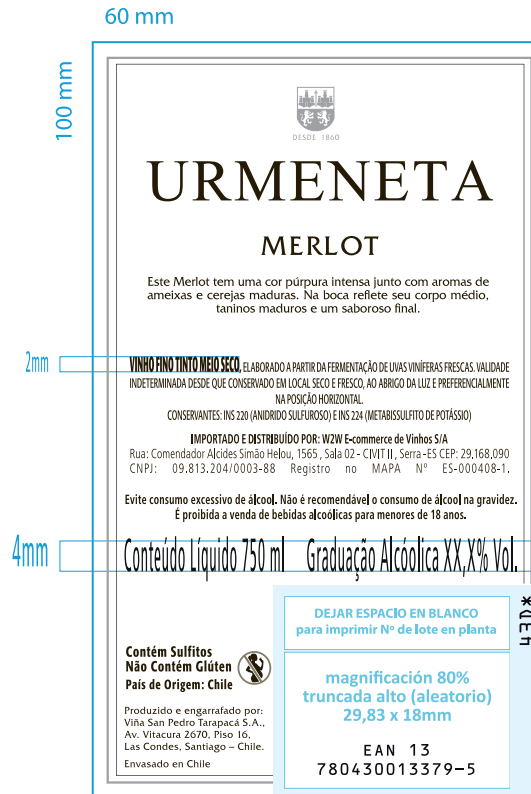 60 mm
100 mm
DESDE 1860
URMENETA
MERLOT
Este Merlot tem uma cor púrpura intensa junto com aromas de
ameixas e cerejas maduras. Na boca reflete seu corpo médio,
taninos maduros e um saboroso final.
2mm
VINHO FINO TINTO MEIO SECO, ELABORADO A PARTIR DA FERMENTAÇÃO DE UVAS VINÍFERAS FRESCAS. VALIDADE
INDETERMINADA DESDE QUE CONSERVADO EM LOCAL SECO E FRESCO, AO ABRIGO DA LUZ E PREFERENCIALMENTE
NA POSIÇÃO HORIZONTAL.
CONSERVANTES: INS 220 (ANIDRIDO SULFUROSO) E INS 224 (METABISSULFITO DE POTÁSSIO)
IMPORTADO E DISTRIBUÍDO POR: W2W E-commerce de Vinhos S/A
Rua: Comendador Alcides Simão Helou, 1565 , Sala 02 - CIVIT II , Serra - ES CEP: 29,168,090
CNPJ: 09.813.204/0003-88 Registro no MAPA Nº ES-000408-1.
Evite consumo excessivo de álcool. Não é recomendável o consumo de álcool na gravidez.
É proibida a venda de bebidas alcoólicas para menores de 18 anos.
4mm
Conteúdo Líquido 750 ml Graduação Alcóolica XX,X% Vol.
DEJAR ESPACIO EN BLANCO
para imprimir Nº de lote en planta
Contém Sulfitos
Não Contém Glúten
País de Origem: Chile
magnificación 80%
truncada alto (aleatorio)
29,83 x 18mm
Produzido e engarrafado por:
Viña San Pedro Tarapacá S.A.,
Av. Vitacura 2670, Piso 16,
Las Condes, Santiago – Chile.
Envasado en Chile
EAN 13
780430013379-5